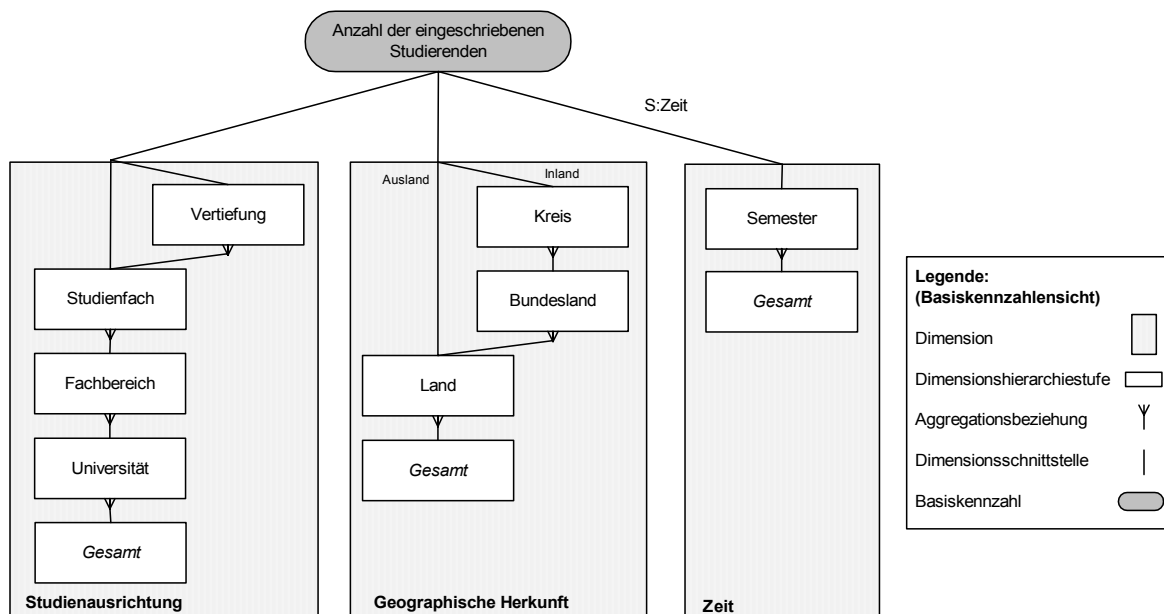 Anzahl der eingeschriebenen
Studierenden
S:Zeit
Vertiefung
Studienfach
Fachbereich
Universität
Gesamt
Studienausrichtung
Ausland
Inland
Kreis
Bundesland
Land
Gesamt
Geographische Herkunft
Semester
Gesamt
Zeit
Legende:
(Basiskennzahlensicht)
Dimension
Dimensionshierarchiestufe
Aggregationsbeziehung
Dimensionsschnittstelle
Basiskennzahl